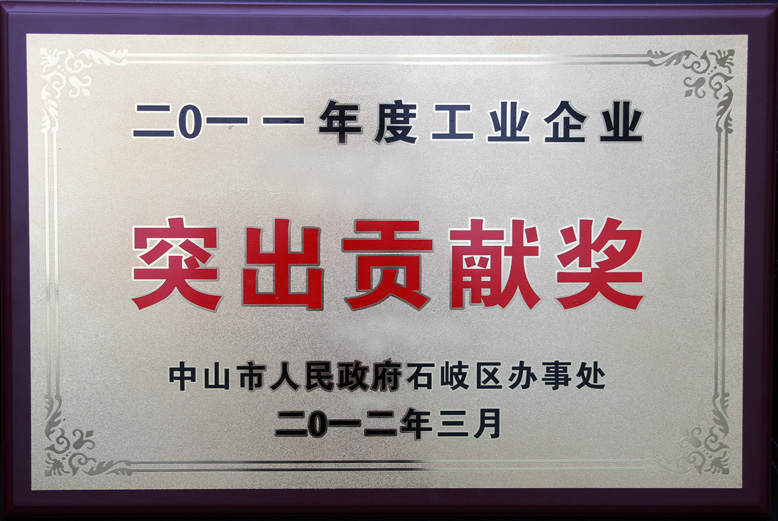 二0一一年度工业企业
突出贡献奖
中山市人民政府石岐区办事处
二0一二年三月